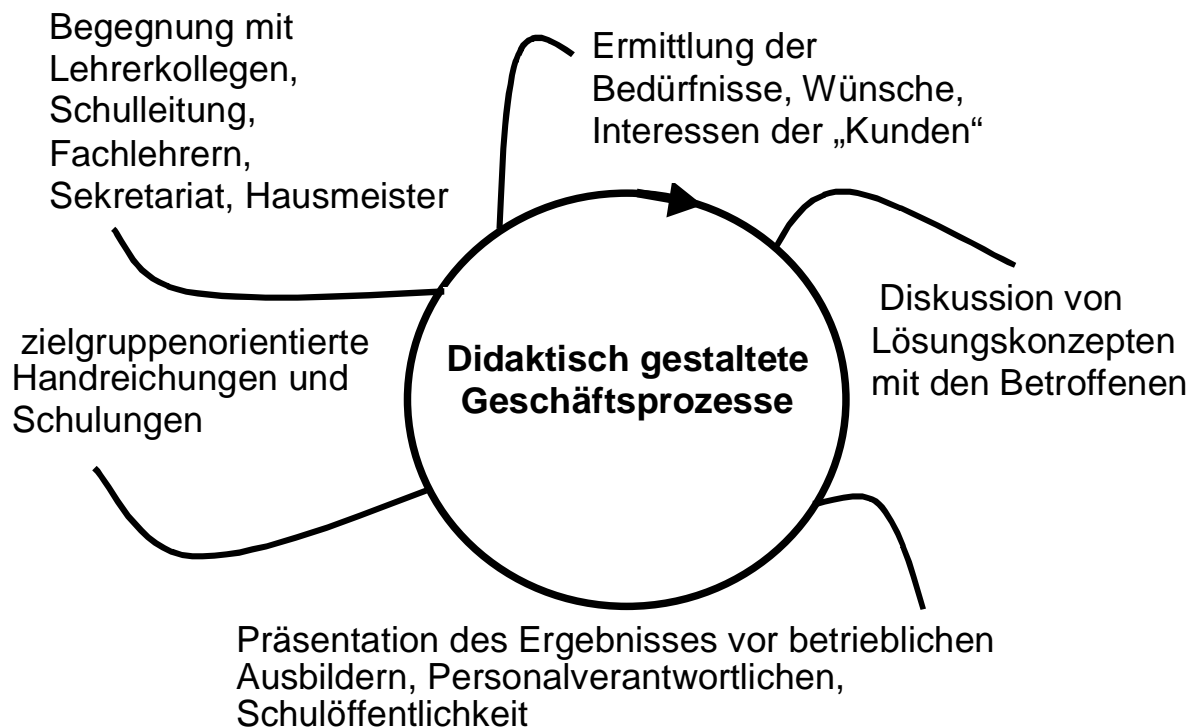 Begegnung mit
Lehrerkollegen,
Schulleitung,
Fachlehrern,
Sekretariat, Hausmeister
Ermittlung der
Bedürfnisse, Wünsche,
Interessen der „Kunden“
Diskussion von
Lösungskonzepten
mit den Betroffenen
zielgruppenorientierte
Handreichungen und
Schulungen
Didaktisch gestaltete
Geschäftsprozesse
Präsentation des Ergebnisses vor betrieblichen
Ausbildern, Personalverantwortlichen,
Schulöffentlichkeit